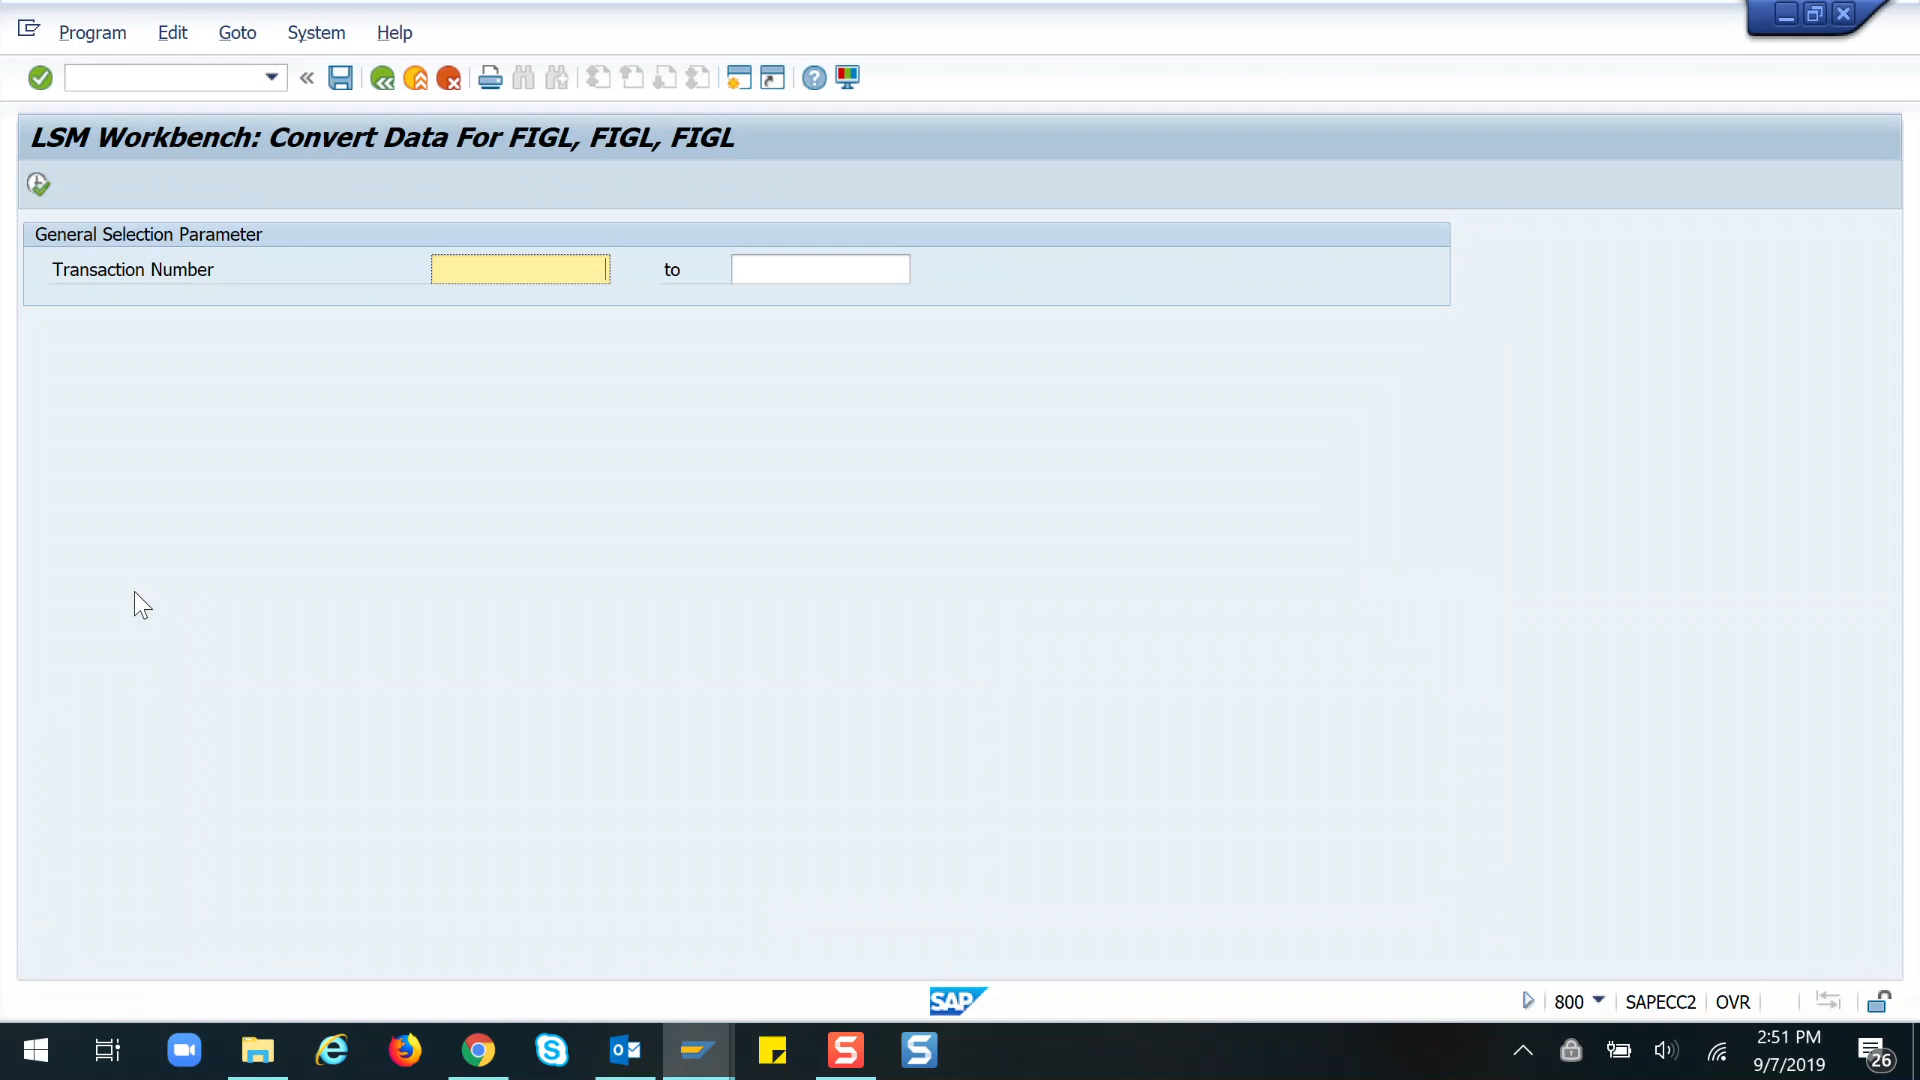 Program Edit Goto System Help
LSM Workbench: Convert Data For FIGL, FIGL, FIGL
General Selection Parameter
Transaction Number to
SAP
800 SAPECC2 OVR
2:51 PM
9/7/2019
26